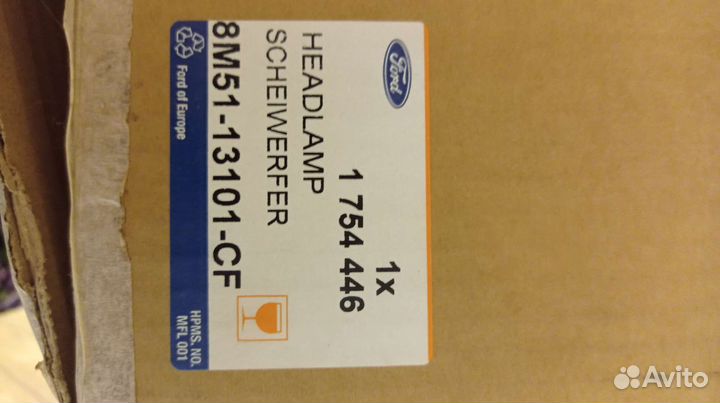 Ford
1x
1 754 446
HEADLAMP
SCHEIWERFER
8M51-13101-CF
Ford of Europe
HPMS. NO.
MFL 001
Avito